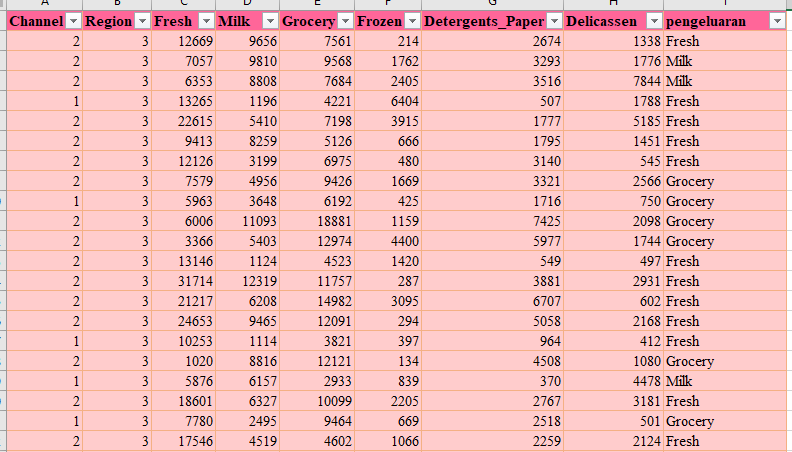 A B C D E F G H I
Channel Region Fresh Milk Grocery Frozen Detergents_Paper Delicassen pengeluaran
2 3 12669 9656 7561 214 2674 1338 Fresh
2 3 7057 9810 9568 1762 3293 1776 Milk
2 3 6353 8808 7684 2405 3516 7844 Milk
1 3 13265 1196 4221 6404 507 1788 Fresh
2 3 22615 5410 7198 3915 1777 5185 Fresh
2 3 9413 8259 5126 666 1795 1451 Fresh
2 3 12126 3199 6975 480 3140 545 Fresh
2 3 7579 4956 9426 1669 3321 2566 Grocery
1 3 5963 3648 6192 425 1716 750 Grocery
2 3 6006 11093 18881 1159 7425 2098 Grocery
2 3 3366 5403 12974 4400 5977 1744 Grocery
2 3 13146 1124 4523 1420 549 497 Fresh
2 3 31714 12319 11757 287 3881 2931 Fresh
2 3 21217 6208 14982 3095 6707 602 Fresh
2 3 24653 9465 12091 294 5058 2168 Fresh
1 3 10253 1114 3821 397 964 412 Fresh
2 3 1020 8816 12121 134 4508 1080 Grocery
1 3 5876 6157 2933 839 370 4478 Milk
2 3 18601 6327 10099 2205 2767 3181 Fresh
1 3 7780 2495 9464 669 2518 501 Grocery
2 3 17546 4519 4602 1066 2259 2124 Fresh